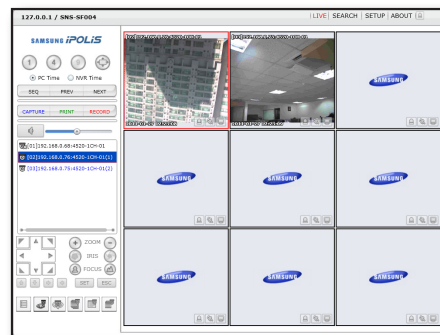 127.0.0.1 / SNS-SF004
LIVE SEARCH SETUP ABOUT
SAMSUNG iPOLiS
1 4
PC Time NVR Time
SEQ PREV NEXT
CAPTURE PRINT RECORD
[01]192.168.0.68:4520-1CH-01
[02]192.168.0.76:4520-1CH-01(1)
[03]192.168.0.75:4520-1CH-01(2)
ZOOM
IRIS
FOCUS
SET ESC
SAMSUNG
SAMSUNG
SAMSUNG
SAMSUNG
SAMSUNG
SAMSUNG
SAMSUNG